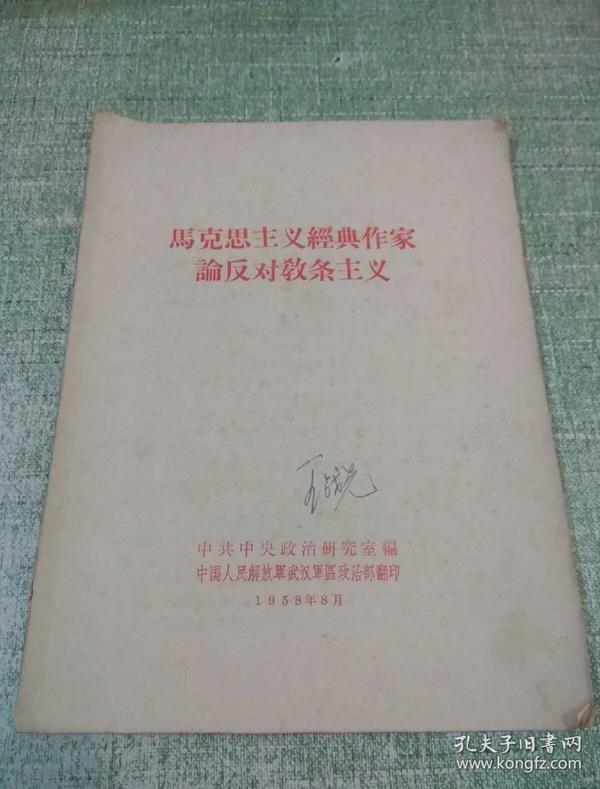 馬克思主义經典作家
論反对敎条主义
中共中央政治研究室編
中国人民解放軍武汉軍區政治部翻印
1958年8月
孔夫子旧书网
www.kongfz.com